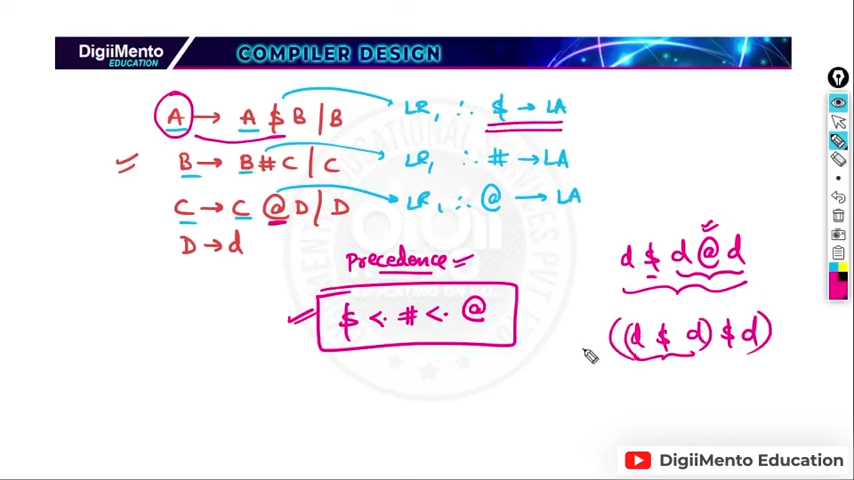 DigiiMento
EDUCATION
COMPILER DESIGN
A → A $ B | B LR, ∴ $ → LA
B → B # C | C LR, ∴ # → LA
C → C @ D | D LR, ∴ @ → LA
D → d
Precedence
$ <· # <· @
d $ d @ d
((d $ d) $ d)
DigiiMento Education